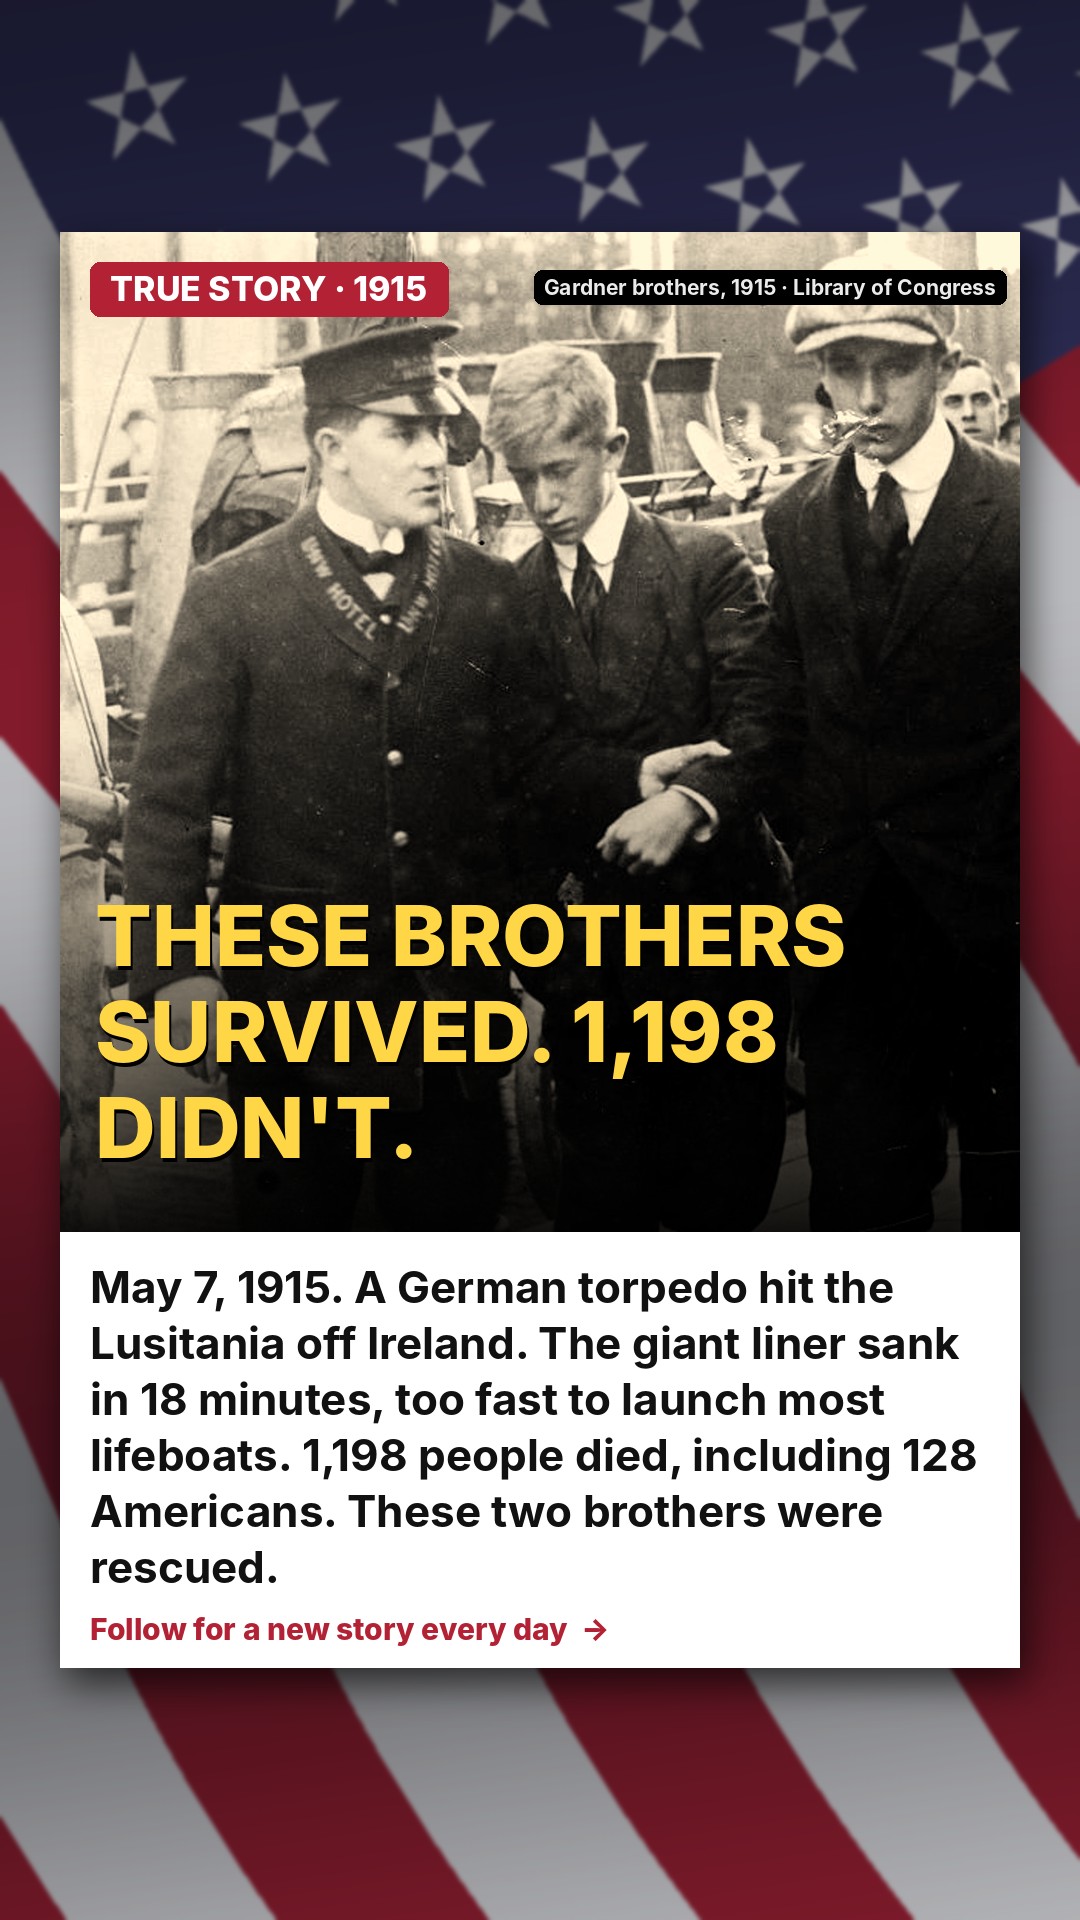 TRUE STORY · 1915
Gardner brothers, 1915 · Library of Congress
HOTEL
THESE BROTHERS
SURVIVED. 1,198
DIDN'T.
May 7, 1915. A German torpedo hit the
Lusitania off Ireland. The giant liner sank
in 18 minutes, too fast to launch most
lifeboats. 1,198 people died, including 128
Americans. These two brothers were
rescued.
Follow for a new story every day →